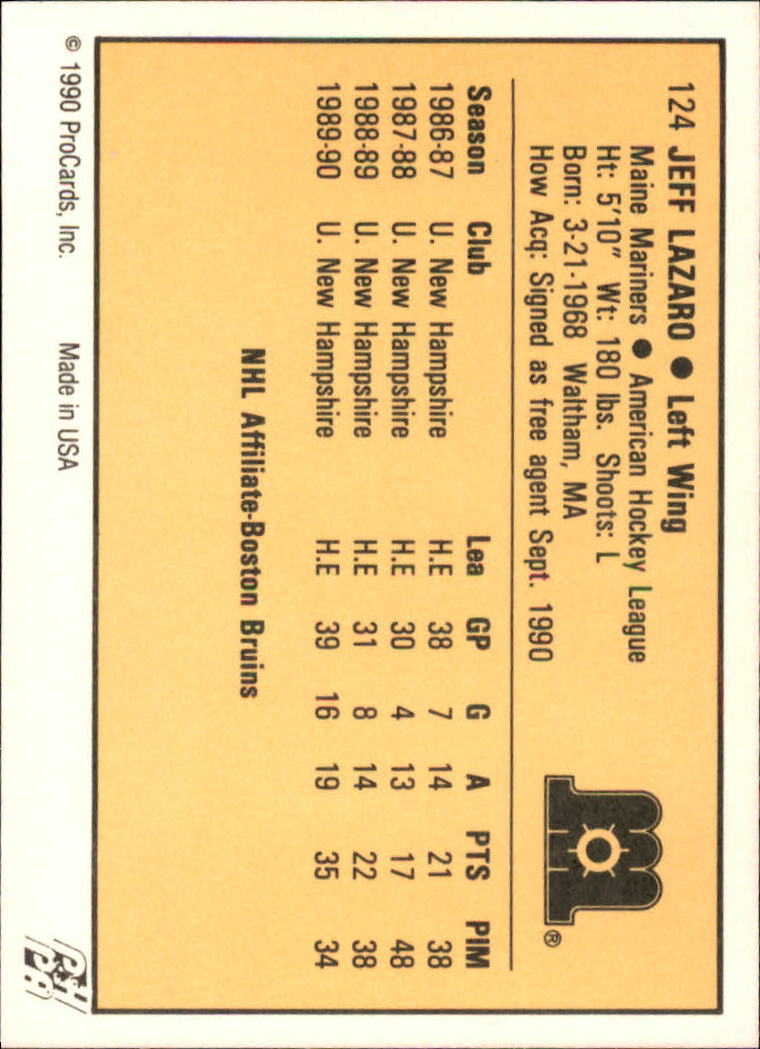 124 JEFF LAZARO ● Left Wing
Maine Mariners ● American Hockey League
Ht: 5'10" Wt: 180 lbs. Shoots: L
Born: 3-21-1968 Waltham, MA
How Acq: Signed as free agent Sept. 1990
®
Season Club Lea GP G A PTS PIM
1986-87 U. New Hampshire H.E 38 7 14 21 38
1987-88 U. New Hampshire H.E 30 4 13 17 48
1988-89 U. New Hampshire H.E 31 8 14 22 38
1989-90 U. New Hampshire H.E 39 16 19 35 34
NHL Affiliate-Boston Bruins
© 1990 ProCards, Inc. Made in USA